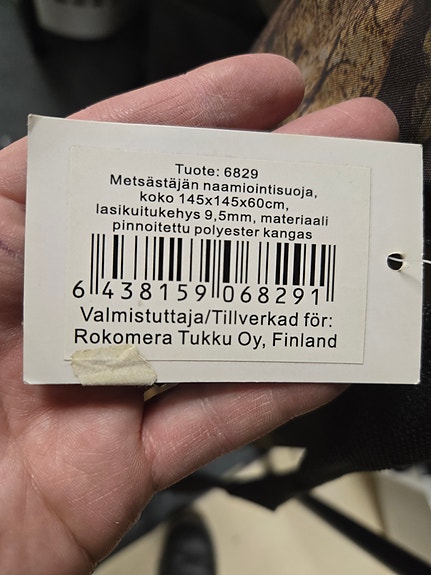 Tuote: 6829
Metsästäjän naamiointisuoja,
koko 145x145x60cm,
lasikuitukehys 9,5mm, materiaali
pinnoitettu polyester kangas
6 438159 068291
Valmistuttaja/Tillverkad för:
Rokomera Tukku Oy, Finland